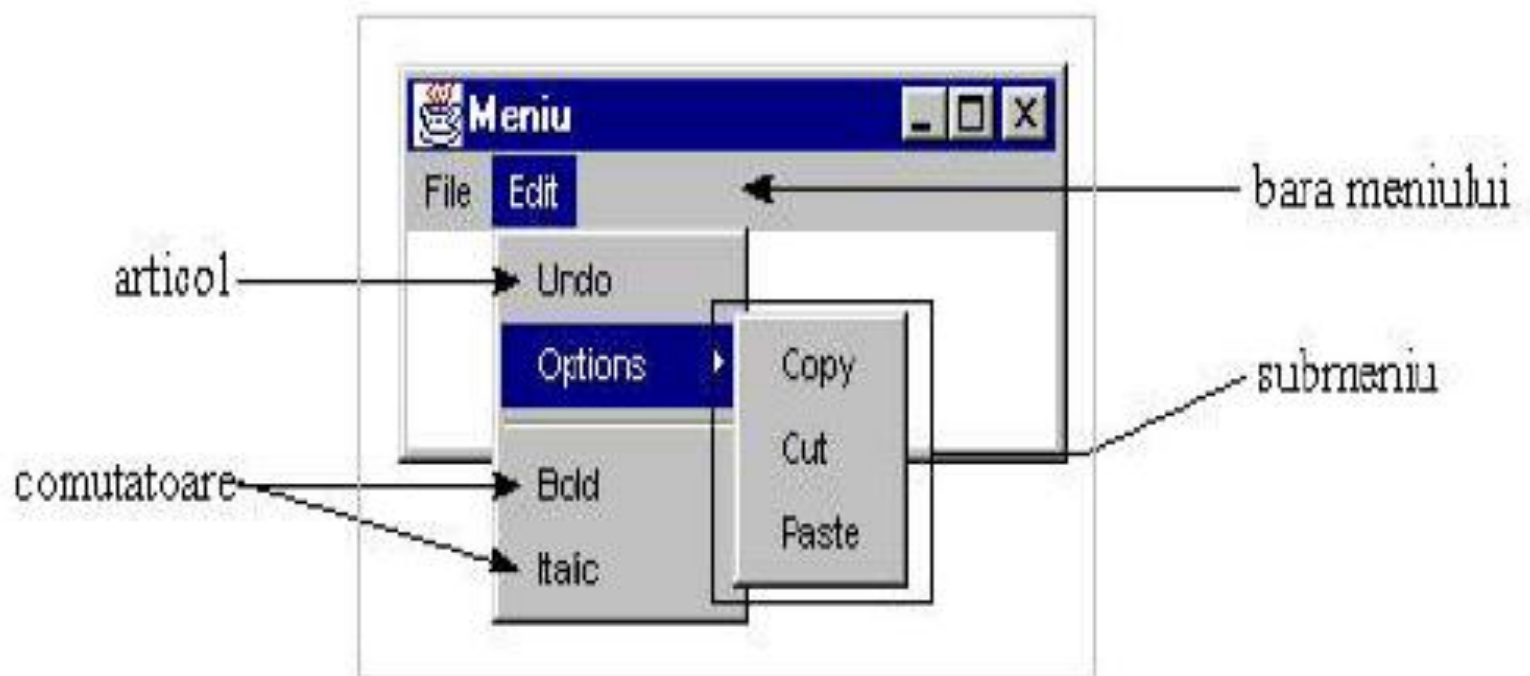 Meniu
File Edit
bara meniului
articol
Undo
Options
Copy
submeniu
Cut
comutatoare
Bold
Paste
Italic